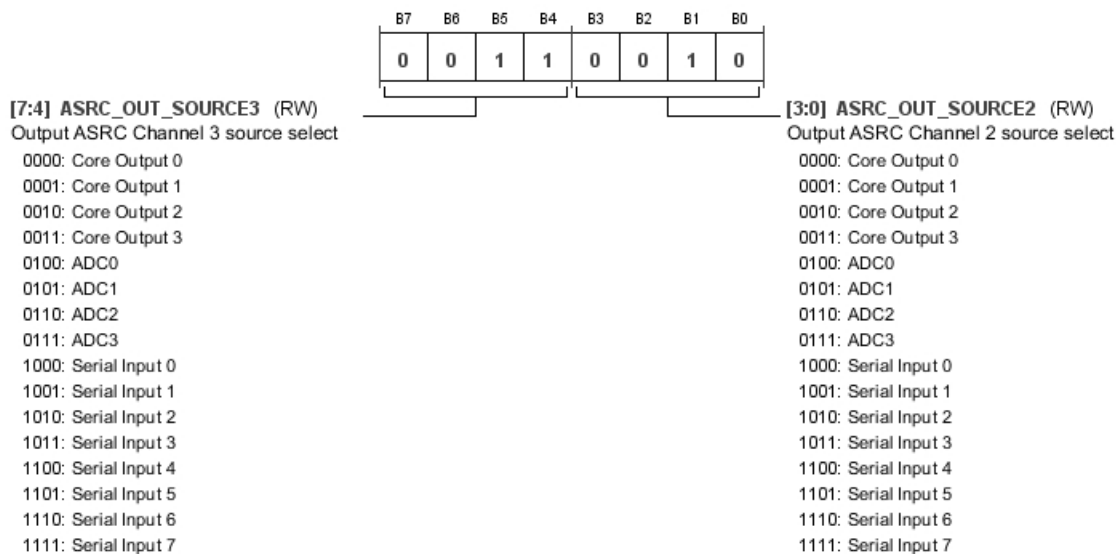 B7 B6 B5 B4 B3 B2 B1 B0
0 0 1 1 0 0 1 0
[7:4] ASRC_OUT_SOURCE3 (RW)
Output ASRC Channel 3 source select
0000: Core Output 0
0001: Core Output 1
0010: Core Output 2
0011: Core Output 3
0100: ADC0
0101: ADC1
0110: ADC2
0111: ADC3
1000: Serial Input 0
1001: Serial Input 1
1010: Serial Input 2
1011: Serial Input 3
1100: Serial Input 4
1101: Serial Input 5
1110: Serial Input 6
1111: Serial Input 7
[3:0] ASRC_OUT_SOURCE2 (RW)
Output ASRC Channel 2 source select
0000: Core Output 0
0001: Core Output 1
0010: Core Output 2
0011: Core Output 3
0100: ADC0
0101: ADC1
0110: ADC2
0111: ADC3
1000: Serial Input 0
1001: Serial Input 1
1010: Serial Input 2
1011: Serial Input 3
1100: Serial Input 4
1101: Serial Input 5
1110: Serial Input 6
1111: Serial Input 7